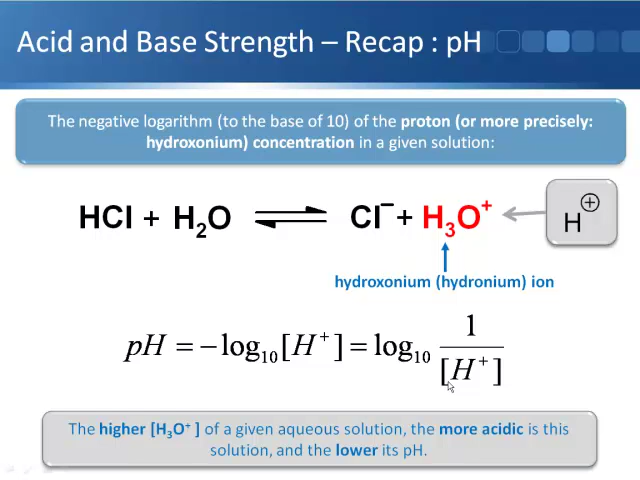 Acid and Base Strength – Recap : pH
The negative logarithm (to the base of 10) of the proton (or more precisely:
hydroxonium) concentration in a given solution:
HCl + H₂O ⇌ Cl⁻ + H₃O⁺
H⊕
hydroxonium (hydronium) ion
pH = −log₁₀[H⁺] = log₁₀ 1/[H⁺]
The higher [H₃O⁺ ] of a given aqueous solution, the more acidic is this
solution, and the lower its pH.